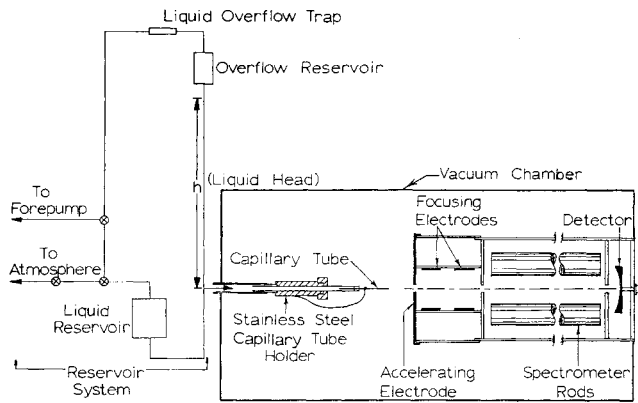 Liquid Overflow Trap
Overflow Reservoir
h
(Liquid Head)
Vacuum Chamber
To
Forepump
Focusing
Electrodes
Detector
To
Atmosphere
Capillary Tube
Liquid
Reservoir
Stainless Steel
Capillary Tube
Holder
Reservoir
System
Accelerating
Electrode
Spectrometer
Rods